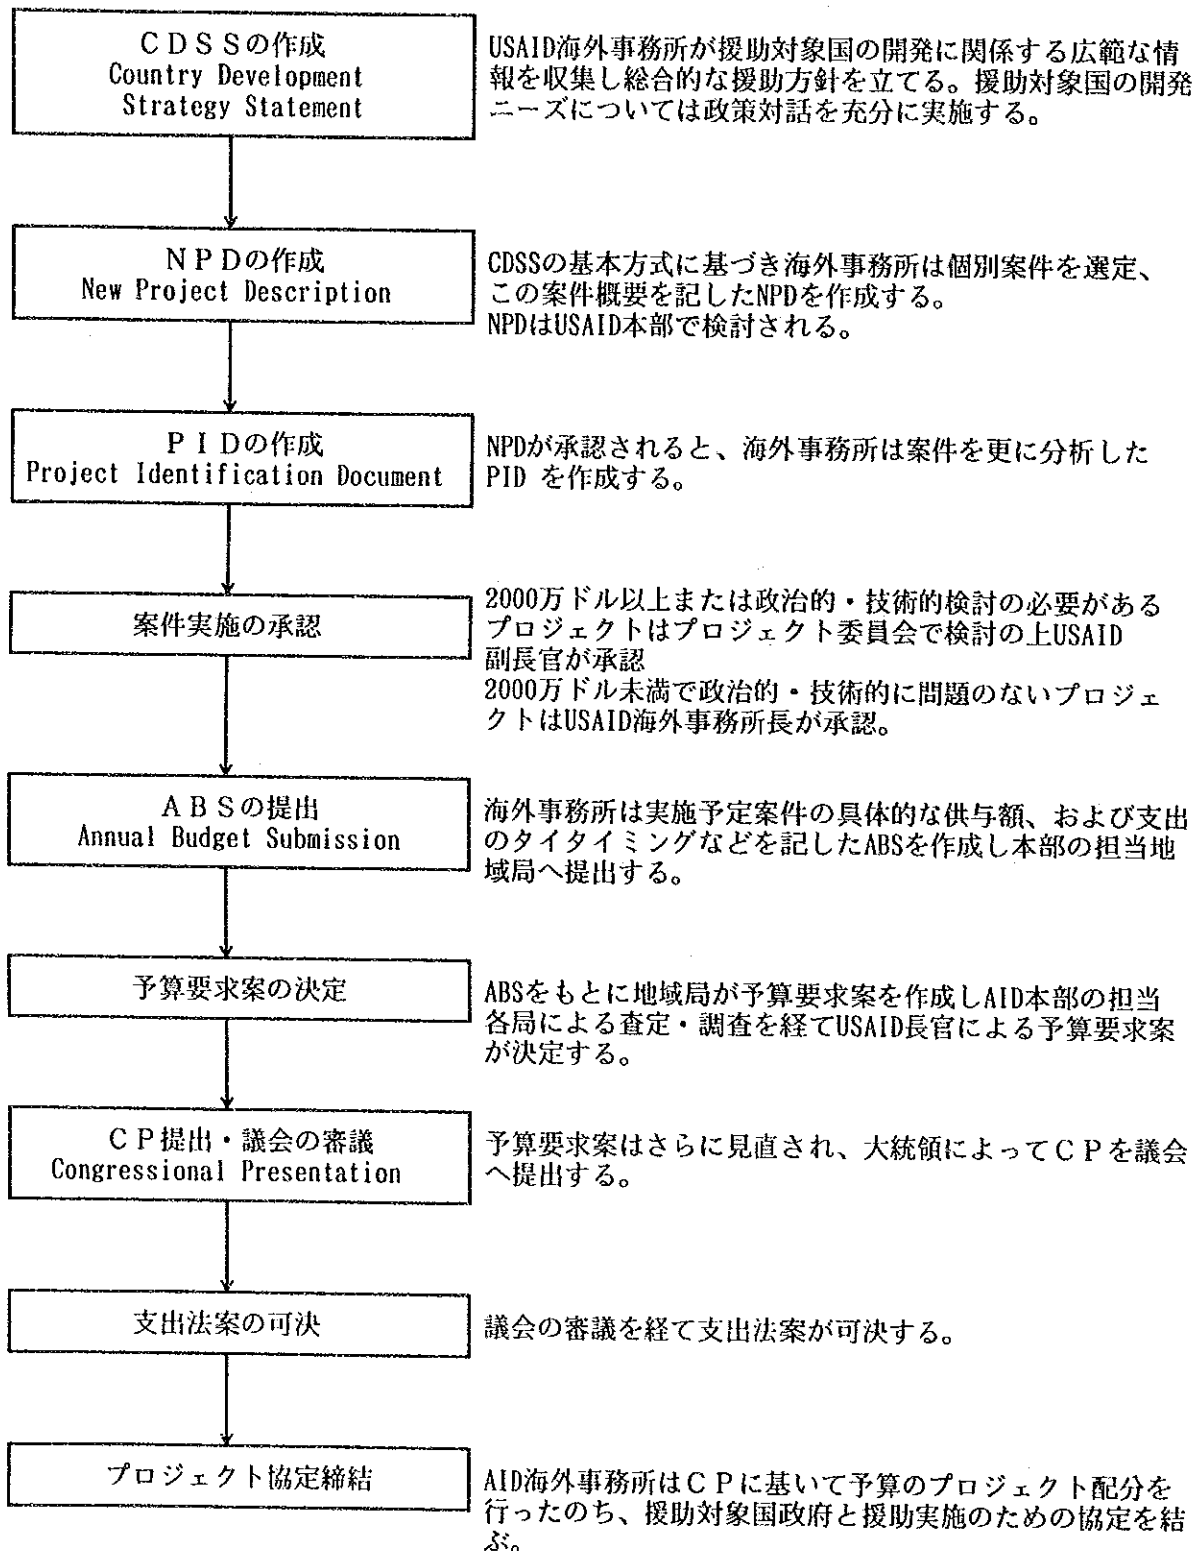 CDSSの作成
Country Development
Strategy Statement
USAID海外事務所が援助対象国の開発に関係する広範な情
報を収集し総合的な援助方針を立てる。援助対象国の開発
ニーズについては政策対話を充分に実施する。
NPDの作成
New Project Description
CDSSの基本方式に基づき海外事務所は個別案件を選定、
この案件概要を記したNPDを作成する。
NPDはUSAID本部で検討される。
PIDの作成
Project Identification Document
NPDが承認されると、海外事務所は案件を更に分析した
PID を作成する。
案件実施の承認
2000万ドル以上または政治的・技術的検討の必要がある
プロジェクトはプロジェクト委員会で検討の上USAID
副長官が承認
2000万ドル未満で政治的・技術的に問題のないプロジェ
クトはUSAID海外事務所長が承認。
ABSの提出
Annual Budget Submission
海外事務所は実施予定案件の具体的な供与額、および支出
のタイタイミングなどを記したABSを作成し本部の担当地
域局へ提出する。
予算要求案の決定
ABSをもとに地域局が予算要求案を作成しAID本部の担当
各局による査定・調査を経てUSAID長官による予算要求案
が決定する。
CP提出・議会の審議
Congressional Presentation
予算要求案はさらに見直され、大統領によってCPを議会
へ提出する。
支出法案の可決
議会の審議を経て支出法案が可決する。
プロジェクト協定締結
AID海外事務所はCPに基いて予算のプロジェクト配分を
行ったのち、援助対象国政府と援助実施のための協定を結
ぶ。